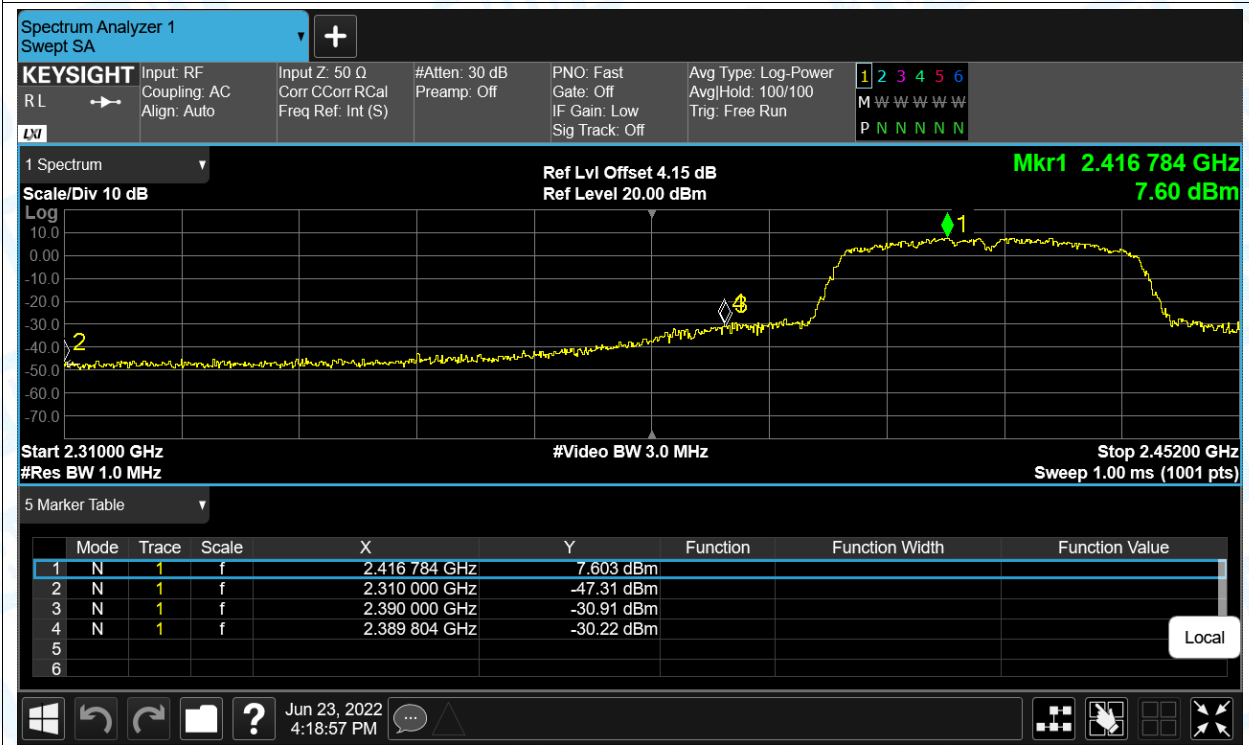 Spectrum Analyzer 1
Swept SA
KEYSIGHT
R L
LXI
Input: RF
Coupling: AC
Align: Auto
Input Z: 50 Ω
Corr CCorr RCal
Freq Ref: Int (S)
#Atten: 30 dB
Preamp: Off
PNO: Fast
Gate: Off
IF Gain: Low
Sig Track: Off
Avg Type: Log-Power
Avg|Hold: 100/100
Trig: Free Run
1 2 3 4 5 6
M W W W W W
P N N N N N
1 Spectrum
Scale/Div 10 dB
Ref Lvl Offset 4.15 dB
Ref Level 20.00 dBm
Mkr1 2.416 784 GHz
7.60 dBm
Log
10.0
0.00
-10.0
-20.0
-30.0
-40.0
-50.0
-60.0
-70.0
1
2
Start 2.31000 GHz
#Video BW 3.0 MHz
Stop 2.45200 GHz
#Res BW 1.0 MHz
Sweep 1.00 ms (1001 pts)
5 Marker Table
Mode Trace Scale X Y Function Function Width Function Value
1 N 1 f 2.416 784 GHz 7.603 dBm
2 N 1 f 2.310 000 GHz -47.31 dBm
3 N 1 f 2.390 000 GHz -30.91 dBm
4 N 1 f 2.389 804 GHz -30.22 dBm
5
6
Local
?
Jun 23, 2022
4:18:57 PM